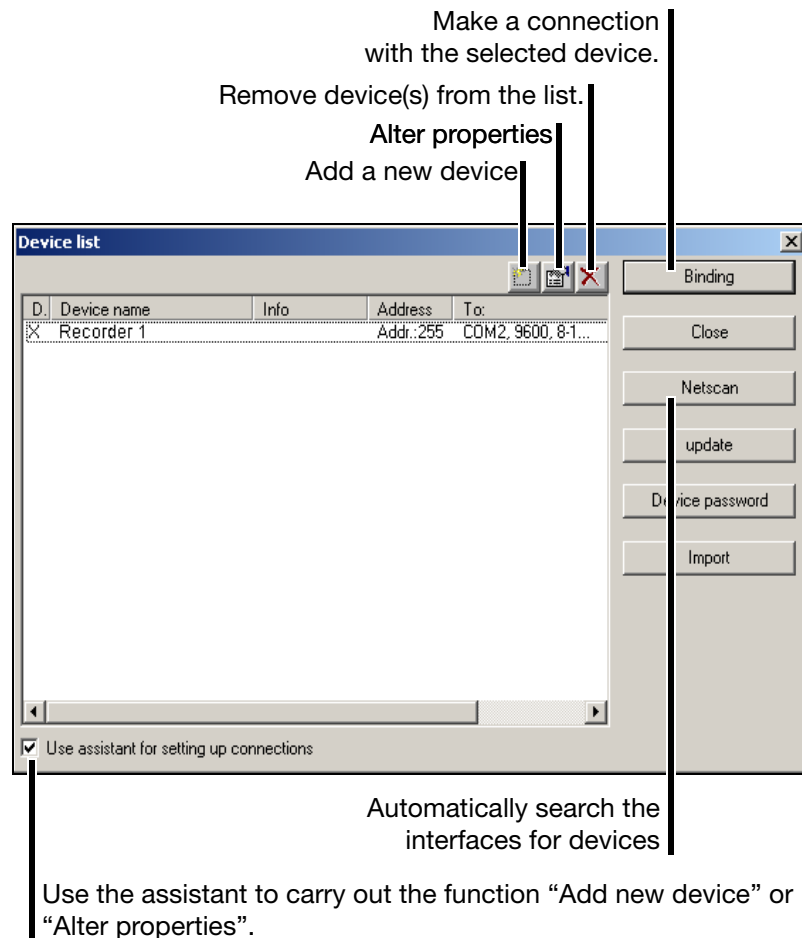 Make a connection
with the selected device.
Remove device(s) from the list.
Alter properties
Add a new device
Device list
Binding
D. Device name Info Address To:
X Recorder 1 Addr.:255 COM2, 9600, 8-1...
Close
Netscan
update
Device password
Import
Use assistant for setting up connections
Automatically search the
interfaces for devices
Use the assistant to carry out the function “Add new device” or
“Alter properties”.